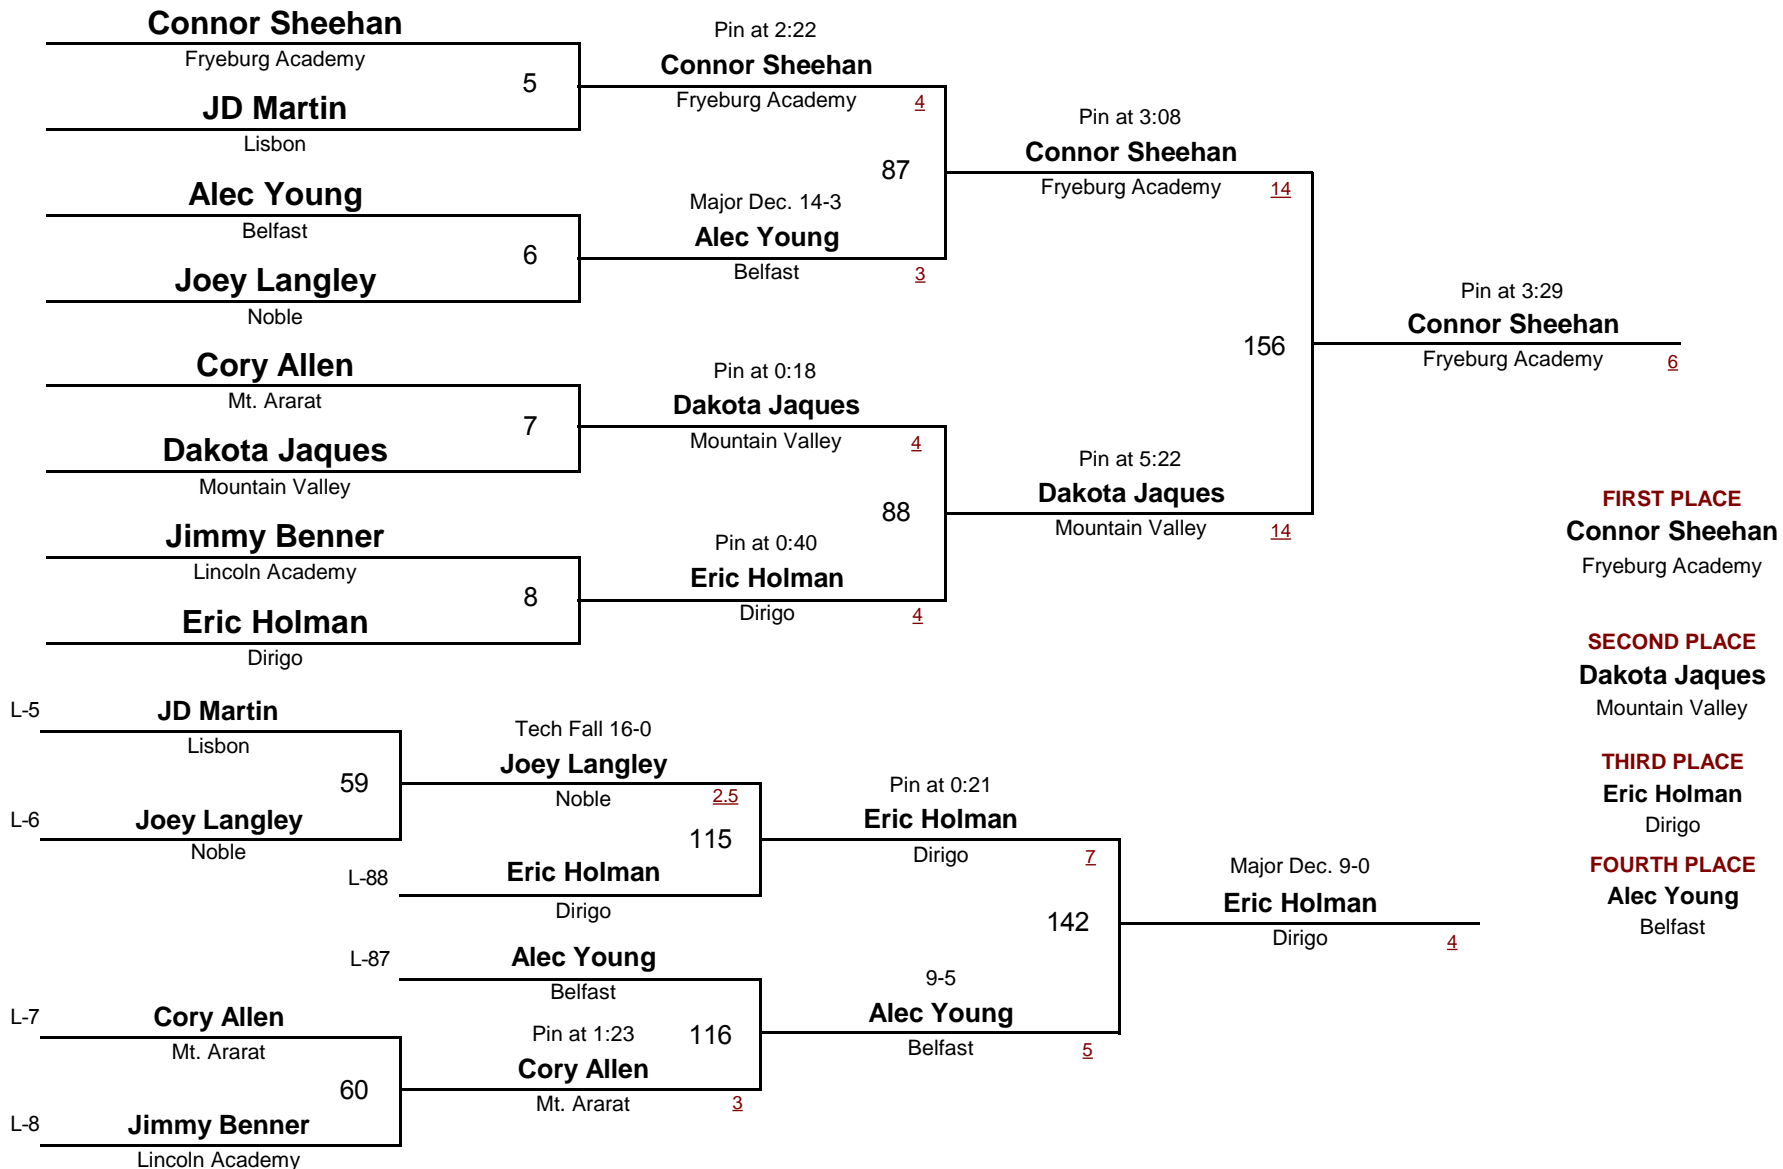 Connor Sheehan
Fryeburg Academy
5
JD Martin
Lisbon
Alec Young
Belfast
6
Joey Langley
Noble
Cory Allen
Mt. Ararat
7
Dakota Jaques
Mountain Valley
Jimmy Benner
Lincoln Academy
8
Eric Holman
Dirigo
Pin at 2:22
Connor Sheehan
Fryeburg Academy 4
87
Major Dec. 14-3
Alec Young
Belfast 3
Pin at 0:18
Dakota Jaques
Mountain Valley 4
88
Pin at 0:40
Eric Holman
Dirigo 4
Pin at 3:08
Connor Sheehan
Fryeburg Academy 14
156
Pin at 5:22
Dakota Jaques
Mountain Valley 14
Pin at 3:29
Connor Sheehan
Fryeburg Academy 6
FIRST PLACE
Connor Sheehan
Fryeburg Academy
SECOND PLACE
Dakota Jaques
Mountain Valley
THIRD PLACE
Eric Holman
Dirigo
FOURTH PLACE
Alec Young
Belfast
L-5 JD Martin
Lisbon
59
L-6 Joey Langley
Noble
L-7 Cory Allen
Mt. Ararat
60
L-8 Jimmy Benner
Lincoln Academy
Tech Fall 16-0
Joey Langley
Noble 2.5
115
L-88 Eric Holman
Dirigo
L-87 Alec Young
Belfast
Pin at 1:23 116
Cory Allen
Mt. Ararat 3
Pin at 0:21
Eric Holman
Dirigo 7
142
9-5
Alec Young
Belfast 5
Major Dec. 9-0
Eric Holman
Dirigo 4